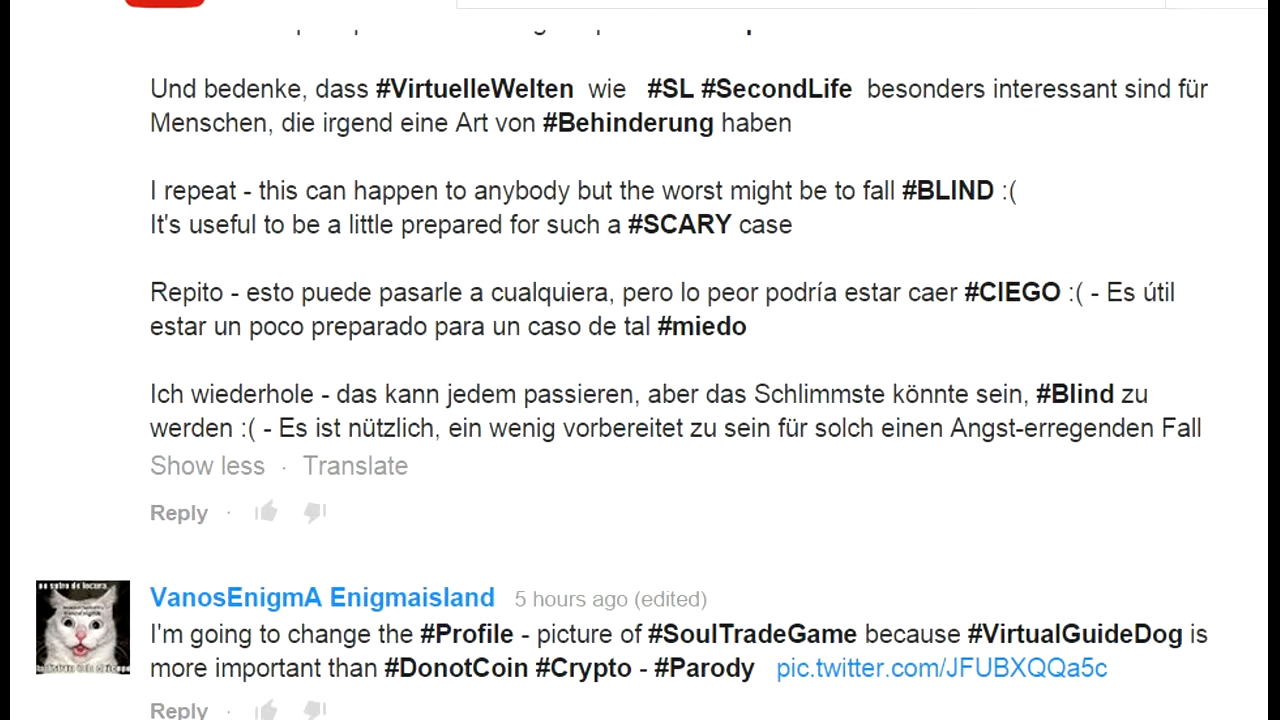 Und bedenke, dass #VirtuelleWelten wie #SL #SecondLife besonders interessant sind für
Menschen, die irgend eine Art von #Behinderung haben
I repeat - this can happen to anybody but the worst might be to fall #BLIND :(
It's useful to be a little prepared for such a #SCARY case
Repito - esto puede pasarle a cualquiera, pero lo peor podría estar caer #CIEGO :( - Es útil
estar un poco preparado para un caso de tal #miedo
Ich wiederhole - das kann jedem passieren, aber das Schlimmste könnte sein, #Blind zu
werden :( - Es ist nützlich, ein wenig vorbereitet zu sein für solch einen Angst-erregenden Fall
Show less · Translate
Reply ·
VanosEnigmA Enigmaisland 5 hours ago (edited)
I'm going to change the #Profile - picture of #SoulTradeGame because #VirtualGuideDog is
more important than #DonotCoin #Crypto - #Parody pic.twitter.com/JFUBXQQa5c
Reply ·